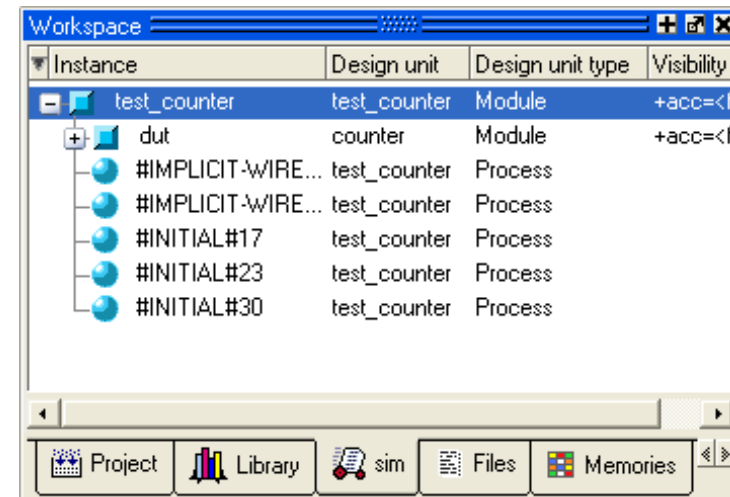 Workspace
Instance Design unit Design unit type Visibility
test_counter test_counter Module +acc=<f
dut counter Module +acc=<f
#IMPLICIT-WIRE... test_counter Process
#IMPLICIT-WIRE... test_counter Process
#INITIAL#17 test_counter Process
#INITIAL#23 test_counter Process
#INITIAL#30 test_counter Process
Project Library sim Files Memories